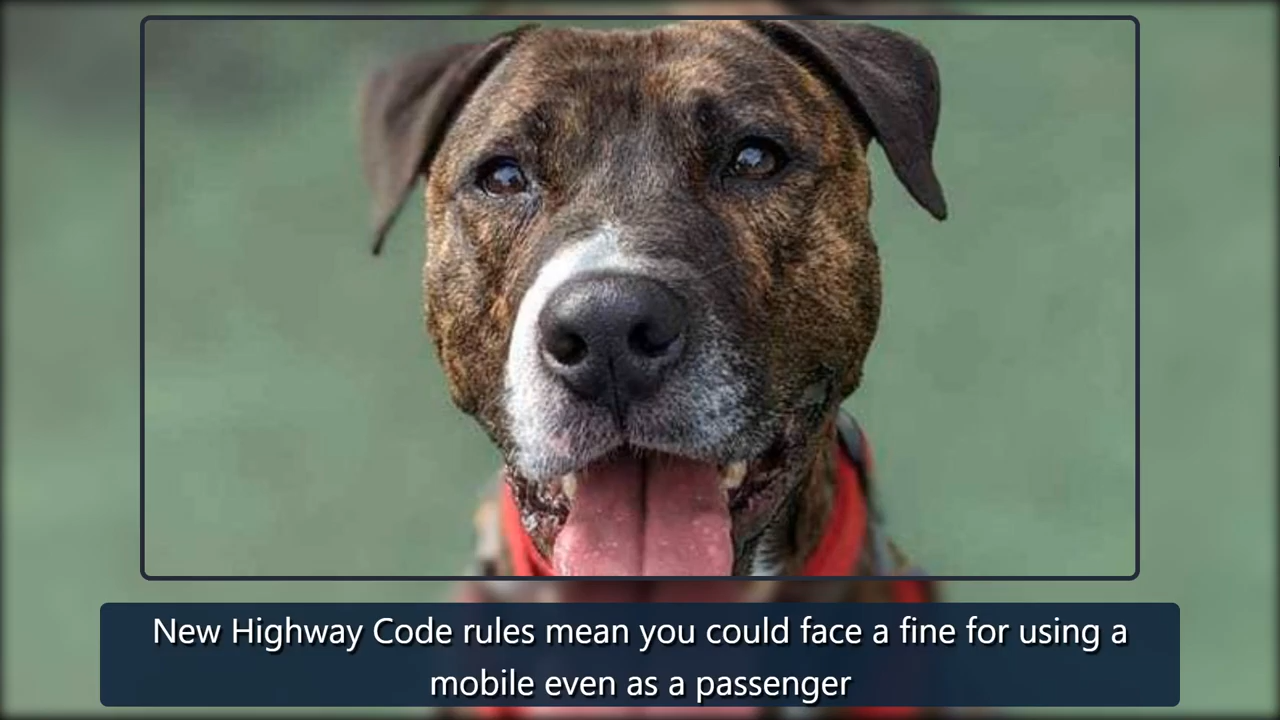 New Highway Code rules mean you could face a fine for using a
mobile even as a passenger